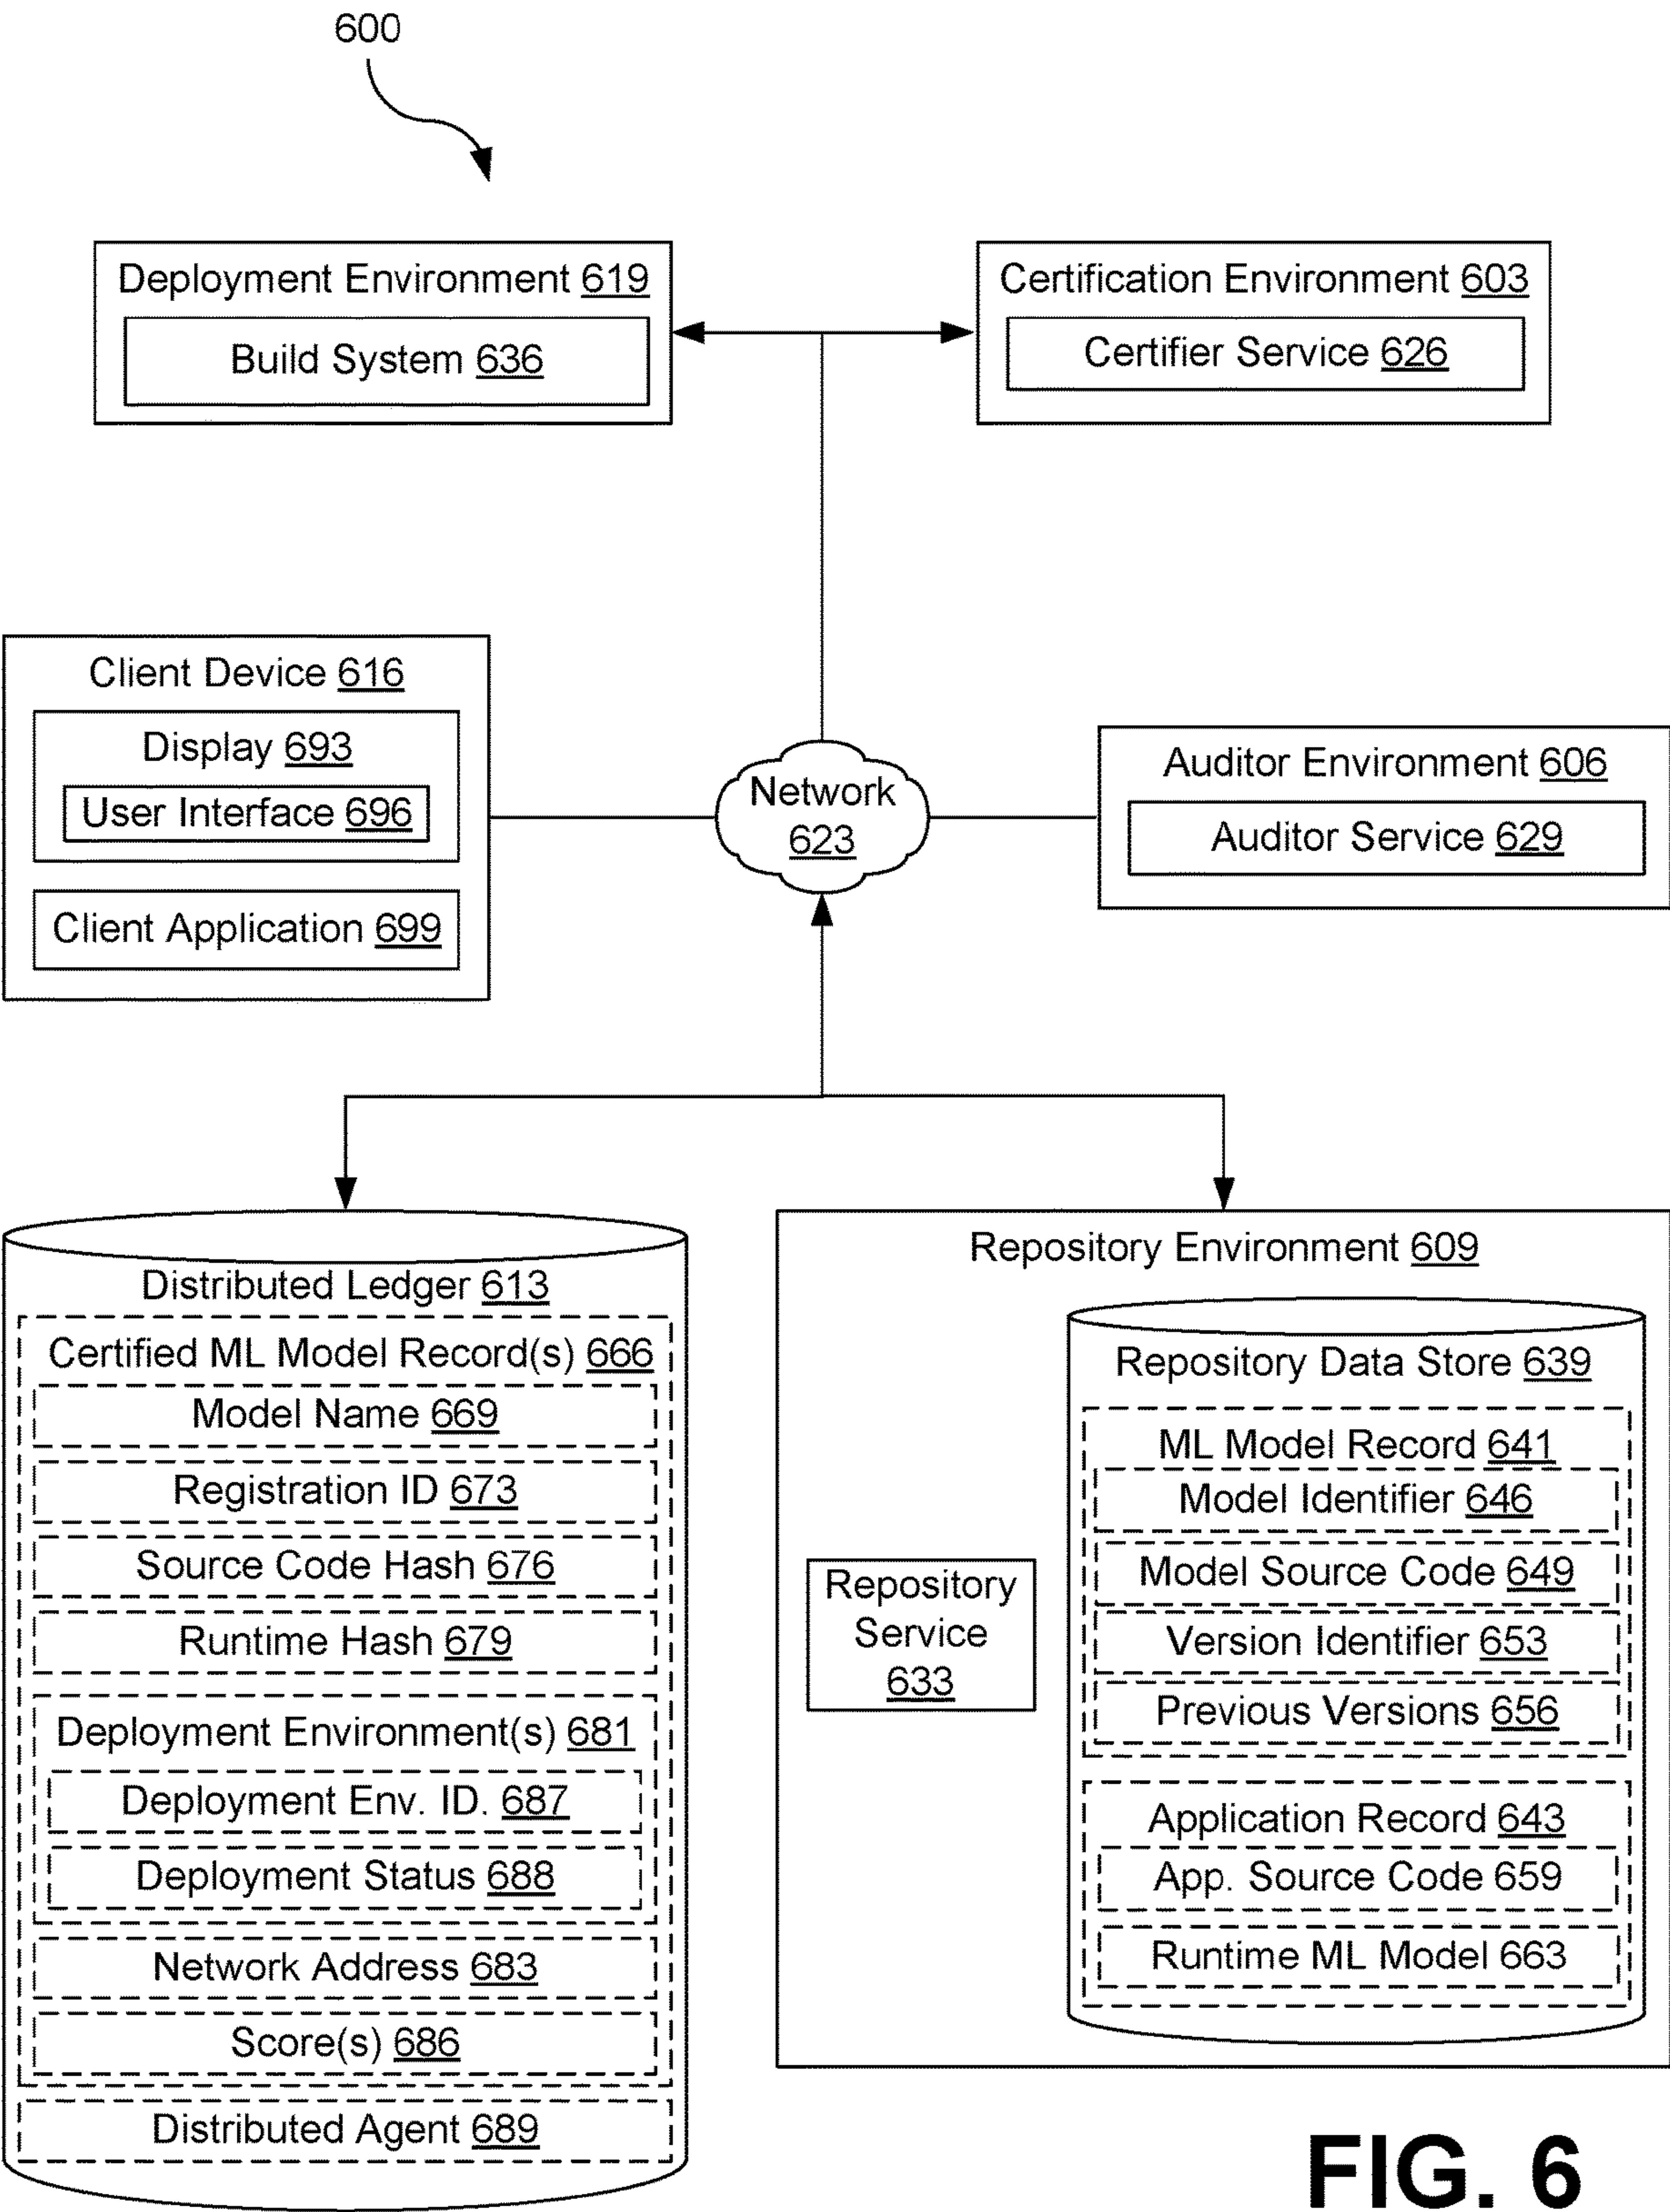 600
Deployment Environment 619
Build System 636
Certification Environment 603
Certifier Service 626
Client Device 616
Display 693
User Interface 696
Client Application 699
Network
623
Auditor Environment 606
Auditor Service 629
Distributed Ledger 613
Certified ML Model Record(s) 666
Model Name 669
Registration ID 673
Source Code Hash 676
Runtime Hash 679
Deployment Environment(s) 681
Deployment Env. ID. 687
Deployment Status 688
Network Address 683
Score(s) 686
Distributed Agent 689
Repository Environment 609
Repository
Service
633
Repository Data Store 639
ML Model Record 641
Model Identifier 646
Model Source Code 649
Version Identifier 653
Previous Versions 656
Application Record 643
App. Source Code 659
Runtime ML Model 663
FIG. 6